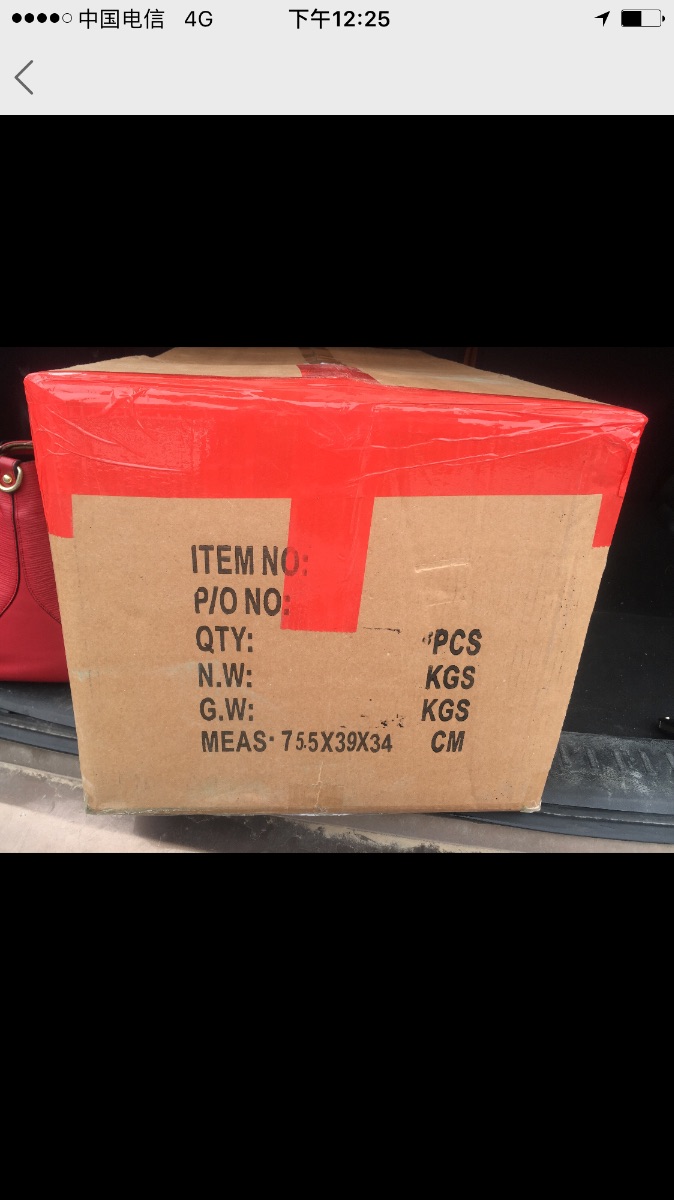 中国电信 4G 下午12:25
ITEM NO:
P/O NO:
QTY: PCS
N.W: KGS
G.W: KGS
MEAS: 75.5X39X34 CM